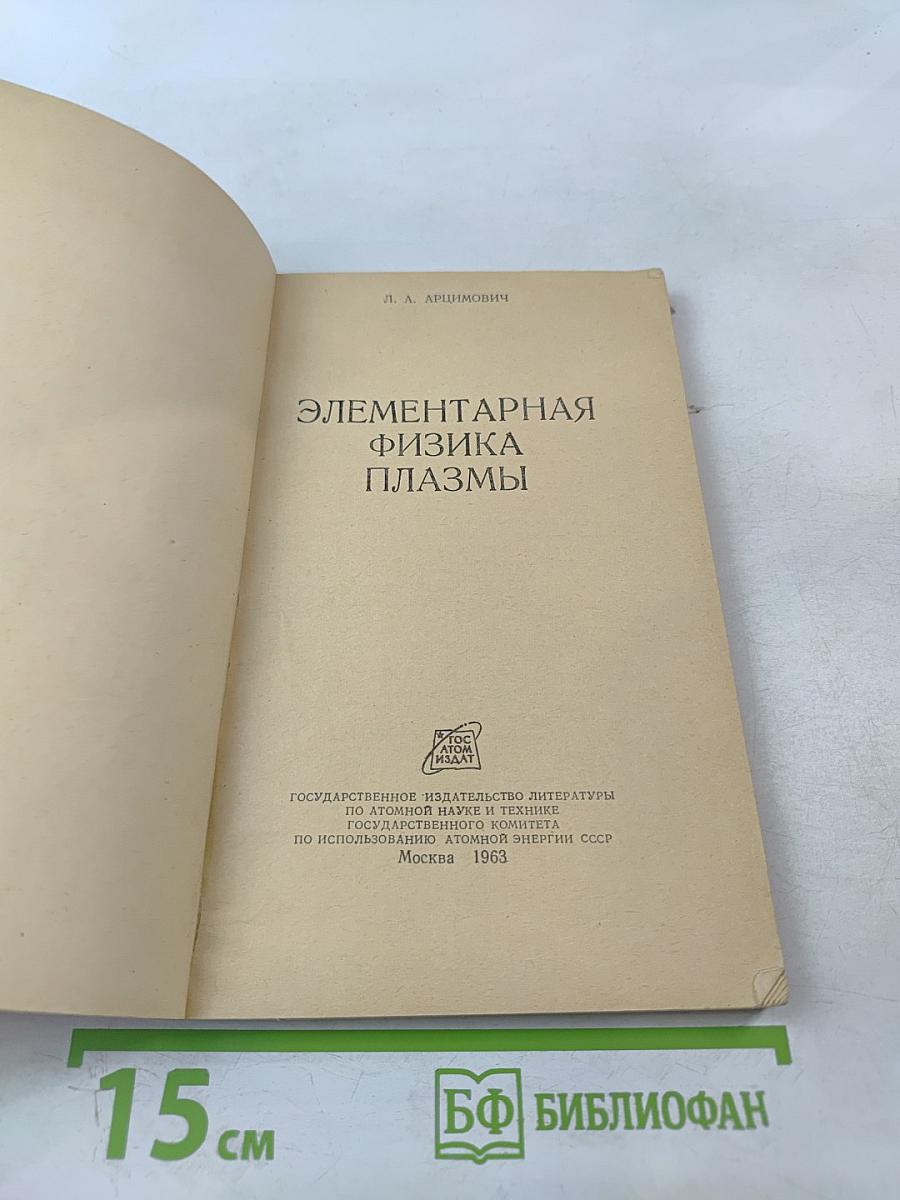 Л. А. АРЦИМОВИЧ
ЭЛЕМЕНТАРНАЯ
ФИЗИКА
ПЛАЗМЫ
ГОС
АТОМ
ИЗДАТ
ГОСУДАРСТВЕННОЕ ИЗДАТЕЛЬСТВО ЛИТЕРАТУРЫ
ПО АТОМНОЙ НАУКЕ И ТЕХНИКЕ
ГОСУДАРСТВЕННОГО КОМИТЕТА
ПО ИСПОЛЬЗОВАНИЮ АТОМНОЙ ЭНЕРГИИ СССР
Москва 1963
15 см
БФ БИБЛИОФАН